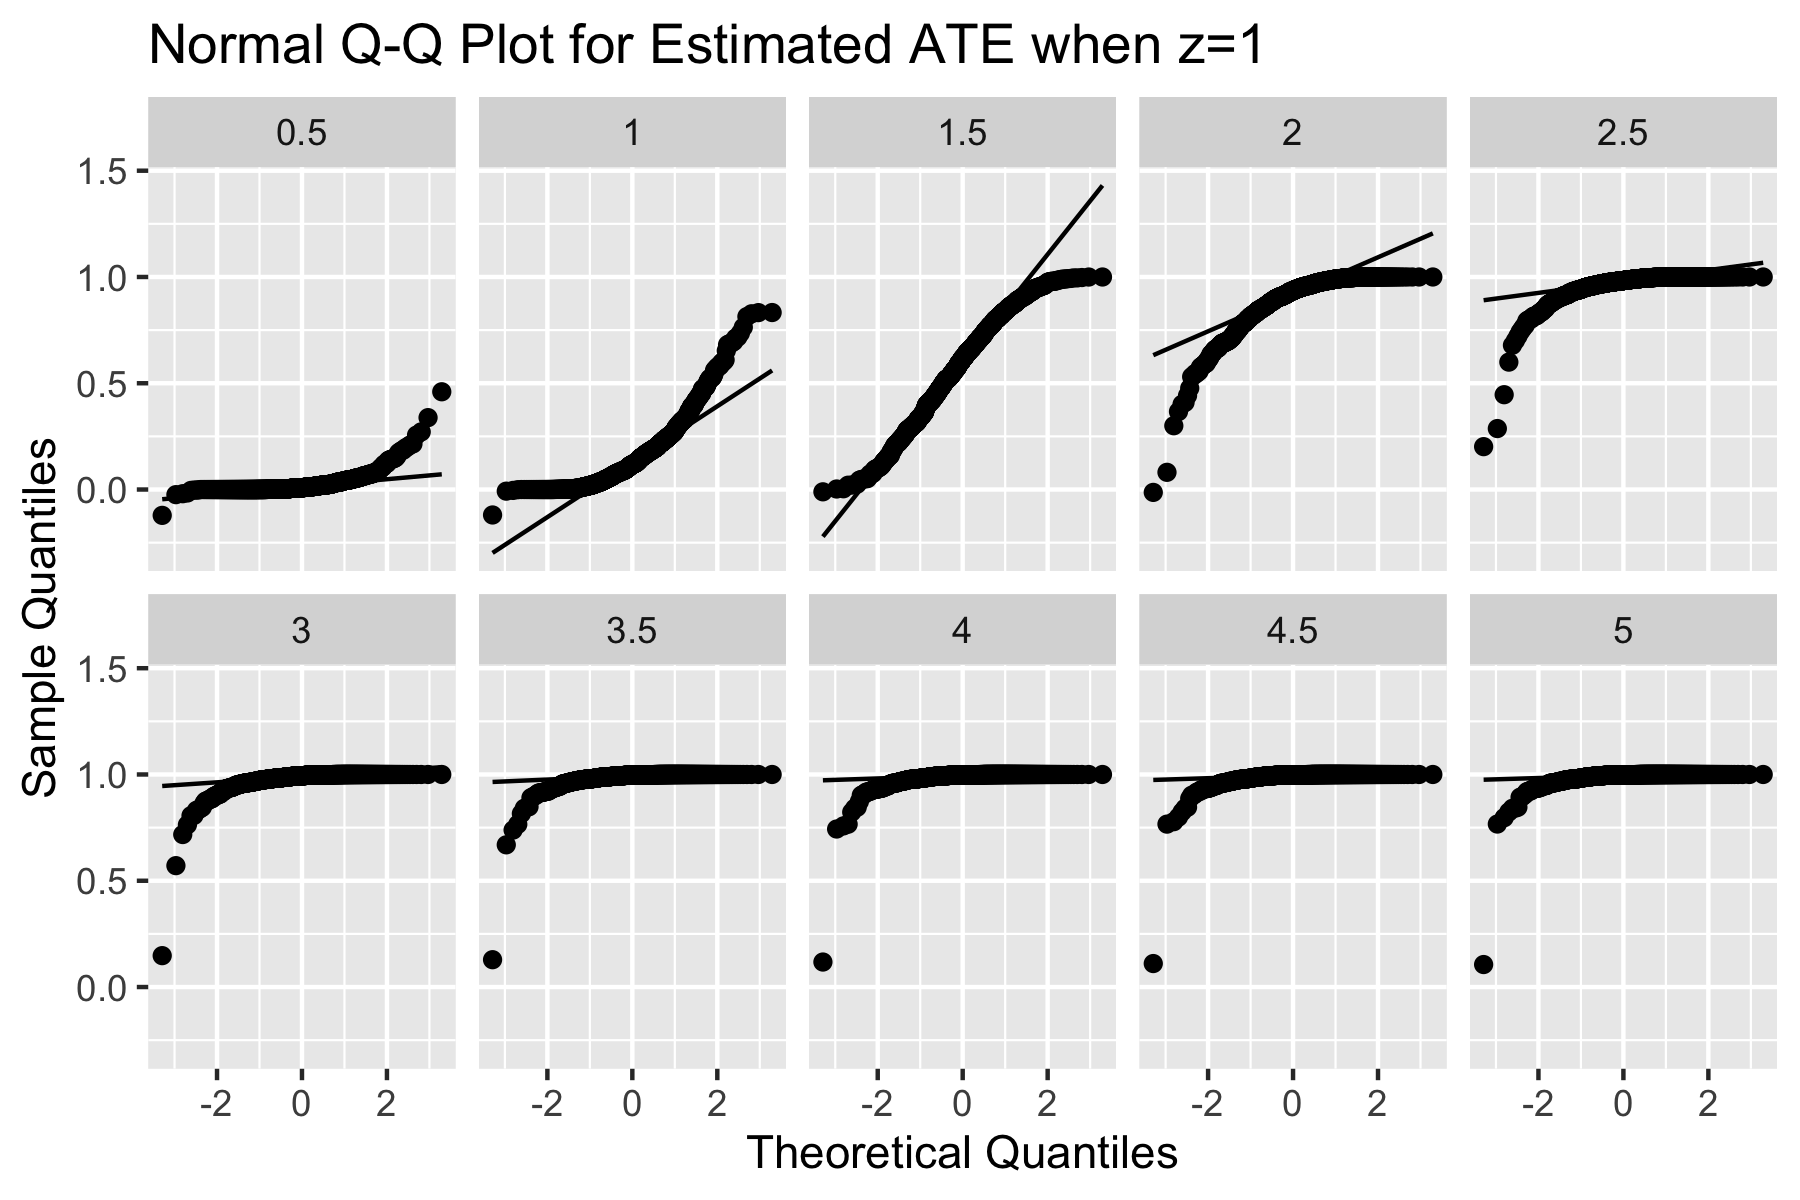 Normal Q-Q Plot for Estimated ATE when z=1
0.5 1 1.5 2 2.5
1.5
1.0
0.5
0.0
3 3.5 4 4.5 5
1.5
1.0
0.5
0.0
Sample Quantiles
-2 0 2 -2 0 2 -2 0 2 -2 0 2 -2 0 2
Theoretical Quantiles